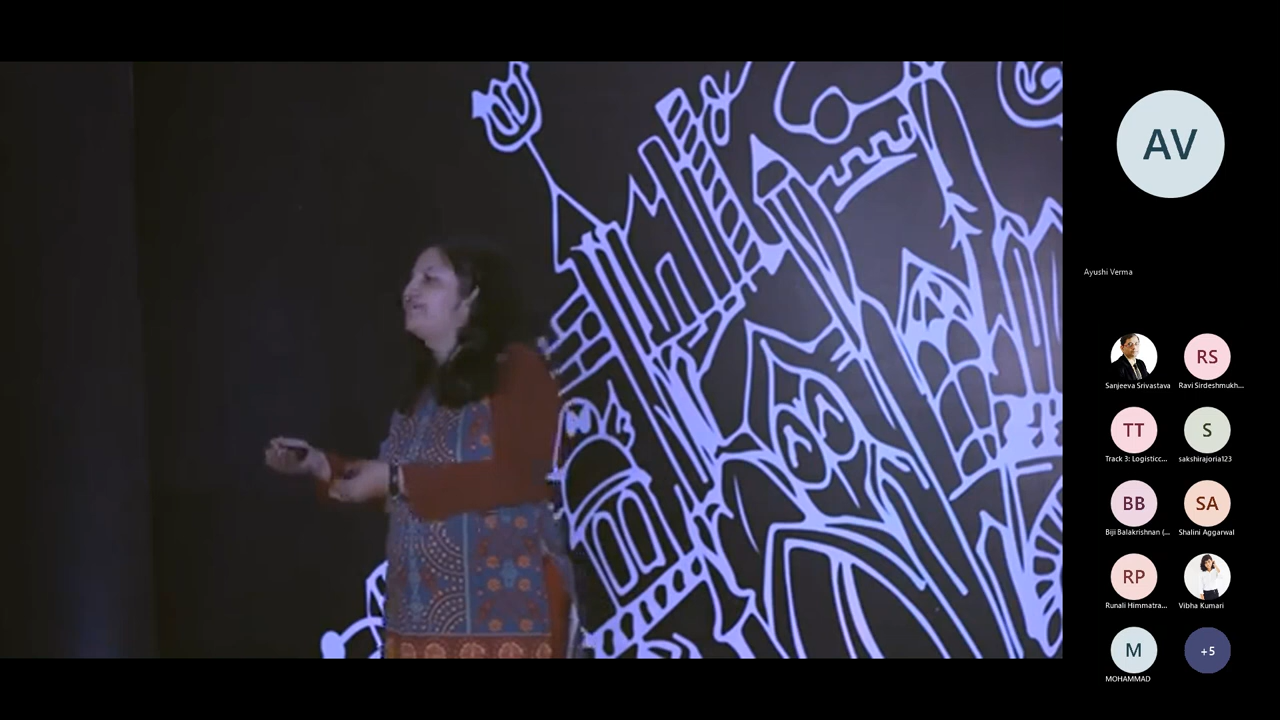 AV
Ayushi Verma
RS
Sanjeeva Srivastava
Ravi Sirdeshmukh...
TT
S
Track 3: Logisticc...
sakshirajoria123
BB
SA
Biji Balakrishnan (...
Shalini Aggarwal
RP
Runali Himmatra...
Vibha Kumari
M
+5
MOHAMMAD